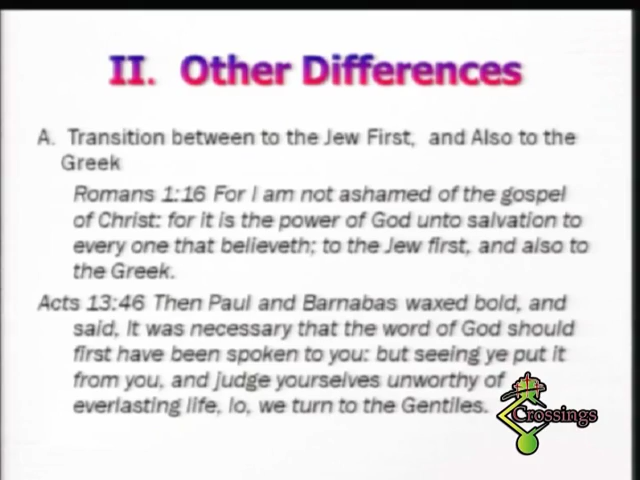 II. Other Differences
A. Transition between to the Jew First, and Also to the
Greek
Romans 1:16 For I am not ashamed of the gospel
of Christ: for it is the power of God unto salvation to
every one that believeth; to the Jew first, and also to
the Greek.
Acts 13:46 Then Paul and Barnabas waxed bold, and
said, It was necessary that the word of God should
first have been spoken to you: but seeing ye put it
from you, and judge yourselves unworthy of
everlasting life, lo, we turn to the Gentiles.
Crossings